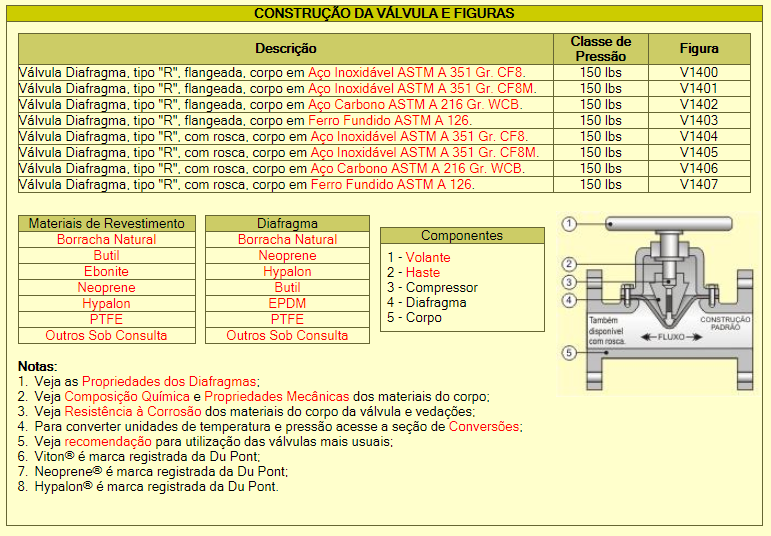 CONSTRUÇÃO DA VÁLVULA E FIGURAS
Descrição Classe de Pressão Figura
Válvula Diafragma, tipo "R", flangeada, corpo em Aço Inoxidável ASTM A 351 Gr. CF8. 150 lbs V1400
Válvula Diafragma, tipo "R", flangeada, corpo em Aço Inoxidável ASTM A 351 Gr. CF8M. 150 lbs V1401
Válvula Diafragma, tipo "R", flangeada, corpo em Aço Carbono ASTM A 216 Gr. WCB. 150 lbs V1402
Válvula Diafragma, tipo "R", flangeada, corpo em Ferro Fundido ASTM A 126. 150 lbs V1403
Válvula Diafragma, tipo "R", com rosca, corpo em Aço Inoxidável ASTM A 351 Gr. CF8. 150 lbs V1404
Válvula Diafragma, tipo "R", com rosca, corpo em Aço Inoxidável ASTM A 351 Gr. CF8M. 150 lbs V1405
Válvula Diafragma, tipo "R", com rosca, corpo em Aço Carbono ASTM A 216 Gr. WCB. 150 lbs V1406
Válvula Diafragma, tipo "R", com rosca, corpo em Ferro Fundido ASTM A 126. 150 lbs V1407
Materiais de Revestimento
Borracha Natural
Butil
Ebonite
Neoprene
Hypalon
PTFE
Outros Sob Consulta
Diafragma
Borracha Natural
Neoprene
Hypalon
Butil
EPDM
PTFE
Outros Sob Consulta
Componentes
1 - Volante
2 - Haste
3 - Compressor
4 - Diafragma
5 - Corpo
1
2
3
4
Também
disponível
com rosca.
FLUXO
CONSTRUÇÃO
PADRÃO
5
Notas:
1. Veja as Propriedades dos Diafragmas;
2. Veja Composição Química e Propriedades Mecânicas dos materiais do corpo;
3. Veja Resistência à Corrosão dos materiais do corpo da válvula e vedações;
4. Para converter unidades de temperatura e pressão acesse a seção de Conversões;
5. Veja recomendação para utilização das válvulas mais usuais;
6. Viton® é marca registrada da Du Pont;
7. Neoprene® é marca registrada da Du Pont;
8. Hypalon® é marca registrada da Du Pont.